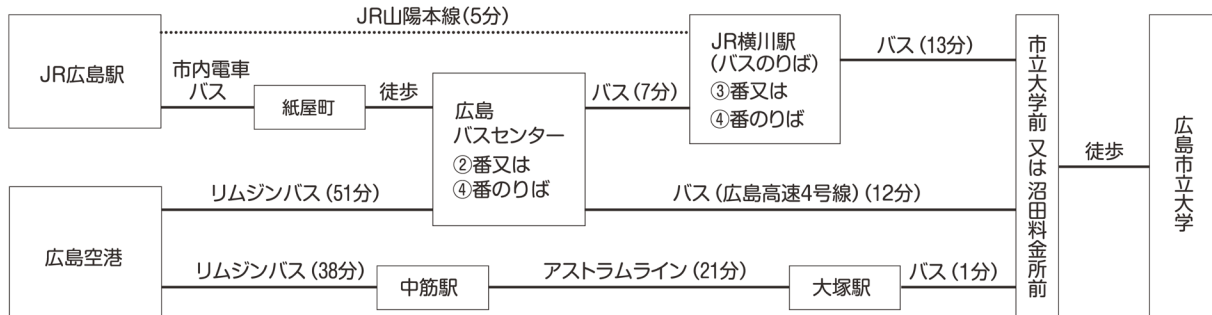 JR山陽本線(5分)
JR広島駅
市内電車
バス
紙屋町
徒歩
広島
バスセンター
②番又は
④番のりば
バス(7分)
JR横川駅
(バスのりば)
③番又は
④番のりば
バス(13分)
広島空港
リムジンバス(51分)
バス(広島高速4号線)(12分)
リムジンバス(38分)
中筋駅
アストラムライン(21分)
大塚駅
バス(1分)
市立大学前 又は 沼田料金所前
徒歩
広島市立大学